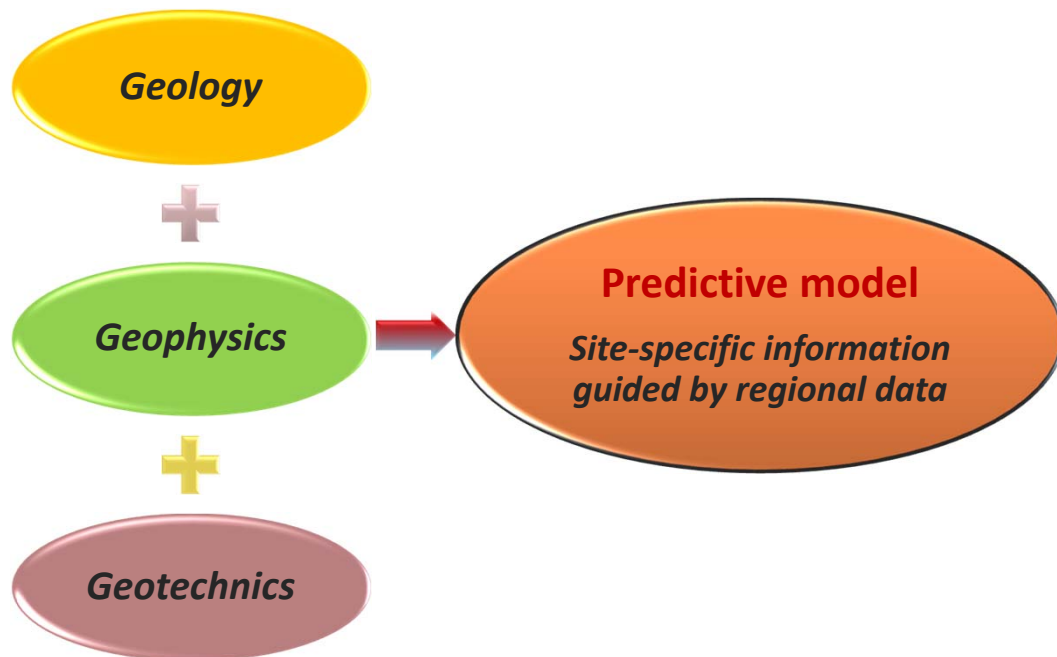 Geology
Geophysics
Geotechnics
Predictive model
Site-specific information
guided by regional data